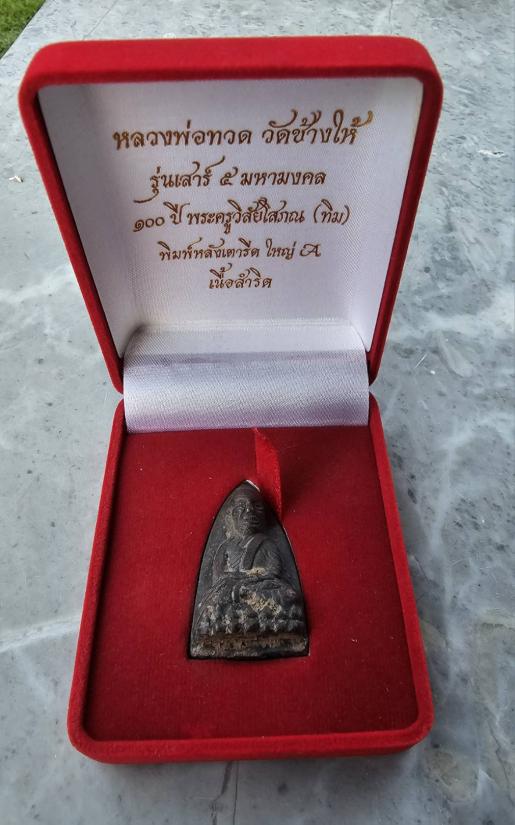 หลวงพ่อทวด วัดช้างให้
รุ่นเสาร์ ๕ มหามงคล
๑๐๐ ปี พระครูวิสัยโสภณ (ทิม)
พิมพ์หลังเตารีด ใหญ่ A
เนื้อสำริด